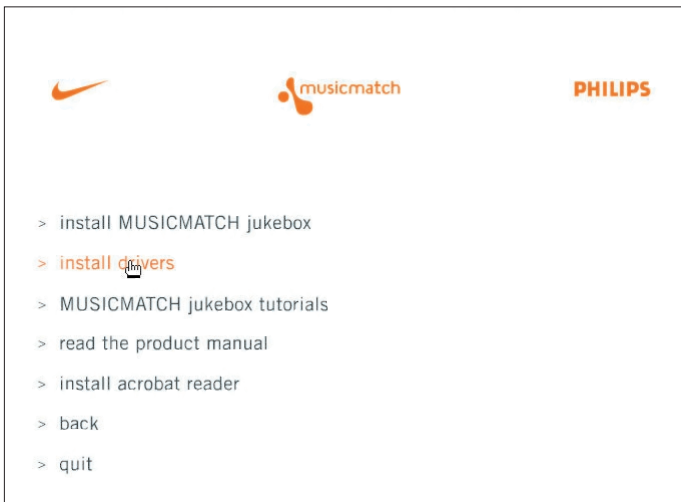 musicmatch
PHILIPS
> install MUSICMATCH jukebox
> install drivers
> MUSICMATCH jukebox tutorials
> read the product manual
> install acrobat reader
> back
> quit